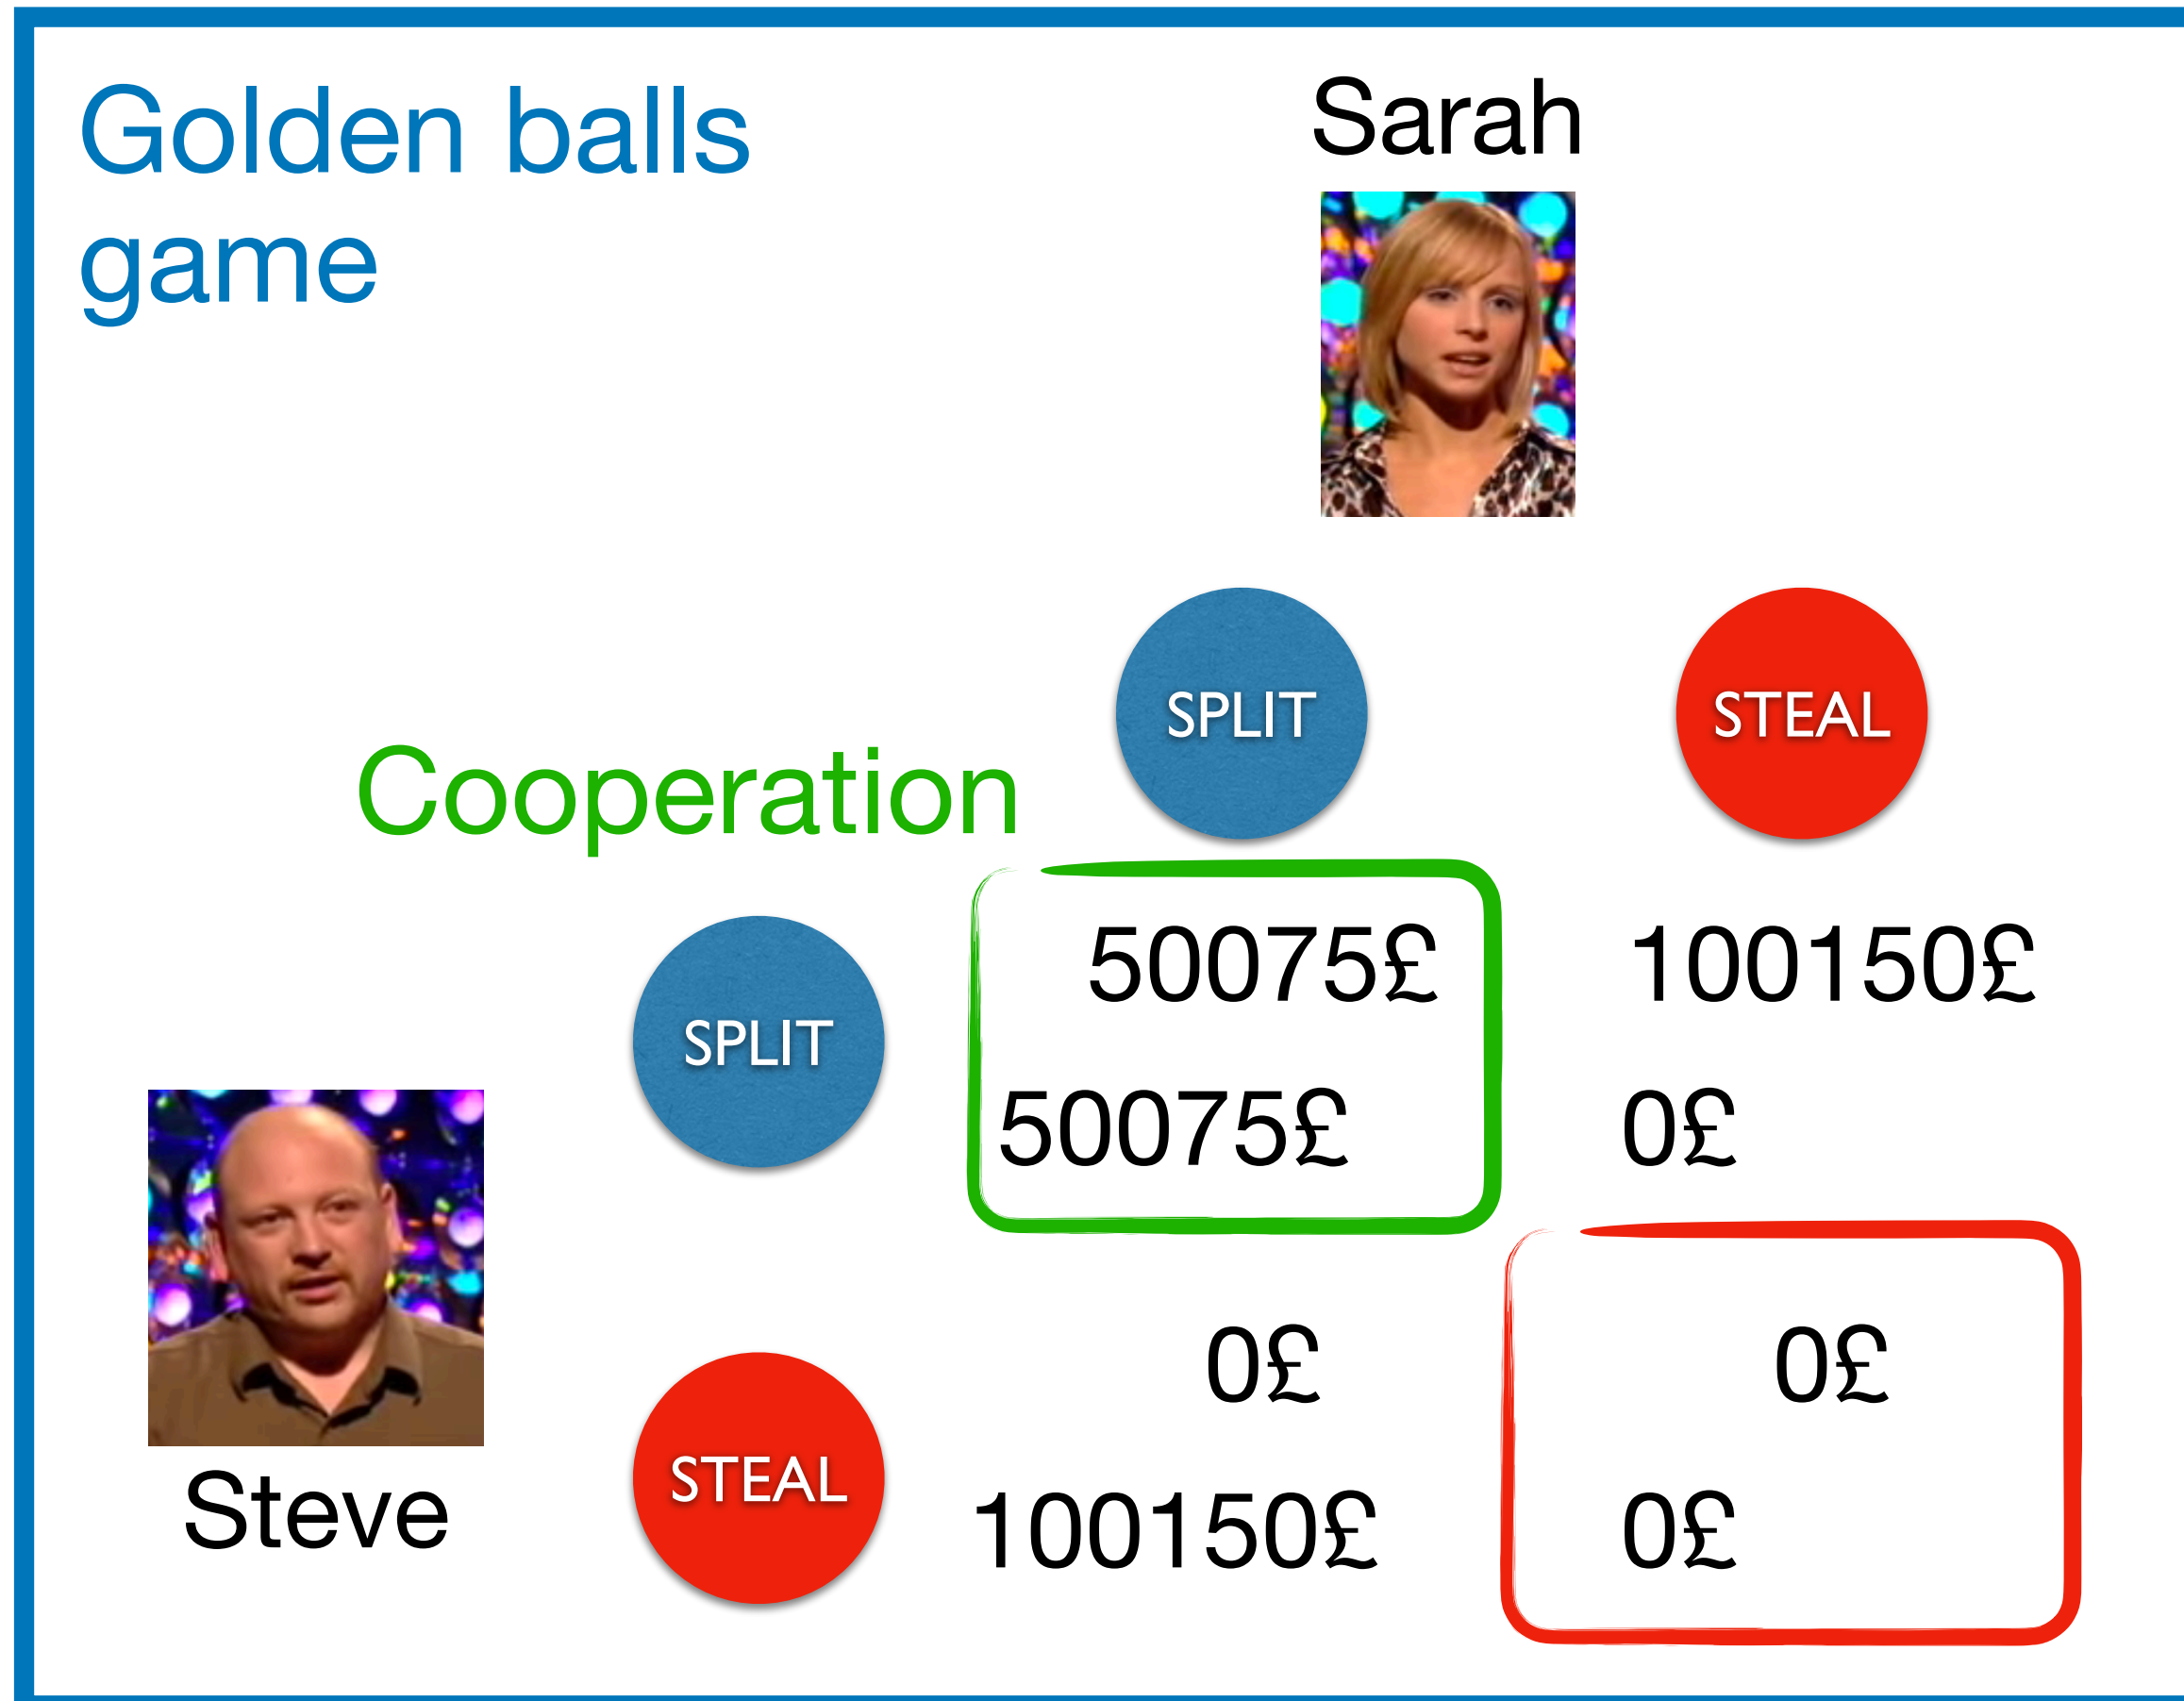 Golden balls
game
Sarah
SPLIT STEAL
Cooperation
SPLIT
50075£ 100150£
50075£ 0£
0£ 0£
STEAL
100150£ 0£
Steve